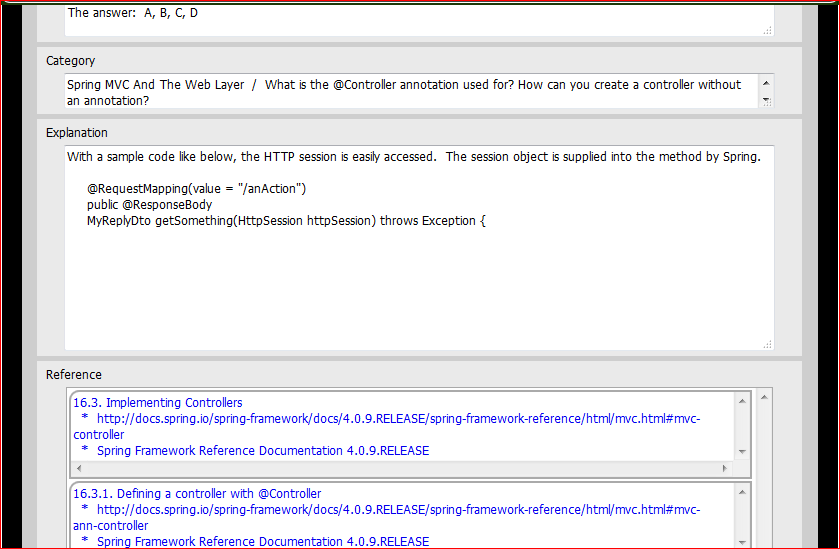 The answer:  A, B, C, D
Category
Spring MVC And The Web Layer  /  What is the @Controller annotation used for? How can you create a controller without
an annotation?
Explanation
With a sample code like below, the HTTP session is easily accessed.  The session object is supplied into the method by Spring.
@RequestMapping(value = "/anAction")
public @ResponseBody
MyReplyDto getSomething(HttpSession httpSession) throws Exception {
Reference
16.3. Implementing Controllers
*  http://docs.spring.io/spring-framework/docs/4.0.9.RELEASE/spring-framework-reference/html/mvc.html#mvc-
controller
*  Spring Framework Reference Documentation 4.0.9.RELEASE
16.3.1. Defining a controller with @Controller
*  http://docs.spring.io/spring-framework/docs/4.0.9.RELEASE/spring-framework-reference/html/mvc.html#mvc-
ann-controller
*  Spring Framework Reference Documentation 4.0.9.RELEASE